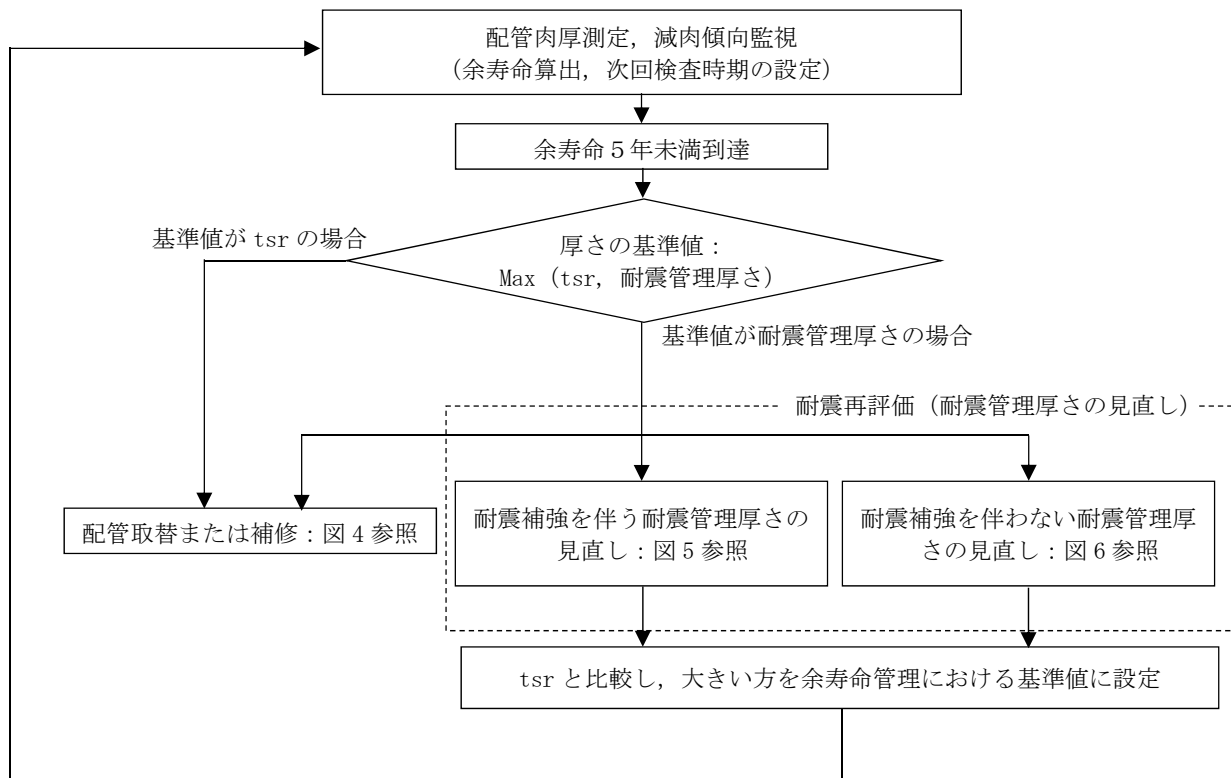 配管肉厚測定，減肉傾向監視
（余寿命算出，次回検査時期の設定）
余寿命５年未満到達
基準値が tsr の場合
厚さの基準値：
Max（tsr，耐震管理厚さ）
基準値が耐震管理厚さの場合
耐震再評価（耐震管理厚さの見直し）
配管取替または補修：図４参照
耐震補強を伴う耐震管理厚さの
見直し：図５参照
耐震補強を伴わない耐震管理厚
さの見直し：図６参照
tsr と比較し，大きい方を余寿命管理における基準値に設定